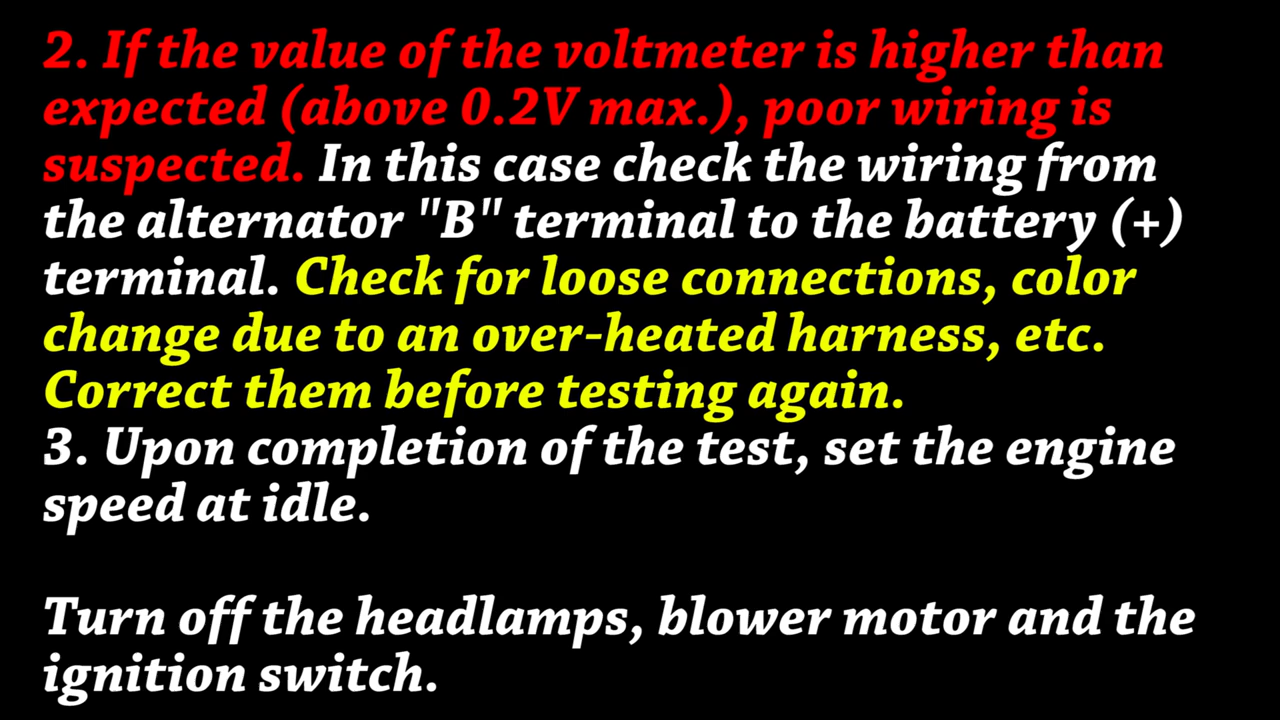 2. If the value of the voltmeter is higher than
expected (above 0.2V max.), poor wiring is
suspected. In this case check the wiring from
the alternator "B" terminal to the battery (+)
terminal. Check for loose connections, color
change due to an over-heated harness, etc.
Correct them before testing again.
3. Upon completion of the test, set the engine
speed at idle.
Turn off the headlamps, blower motor and the
ignition switch.